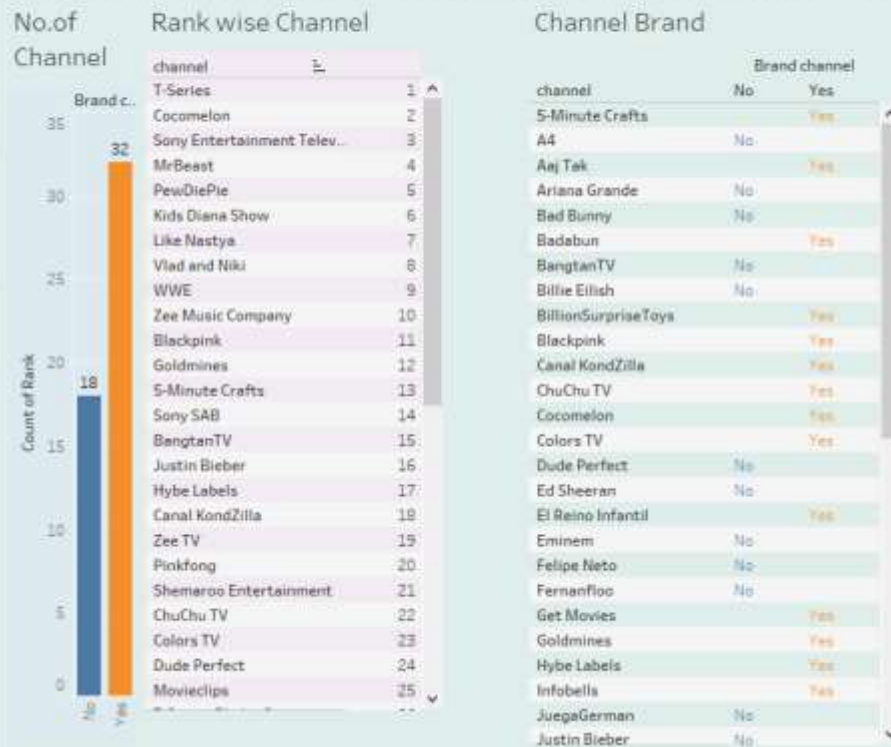 No.of
Channel
Brand c..
35
32
30
25
20
18
15
10
5
0
Count of Rank
No
Yes
Rank wise Channel
channel
T-Series 1
Cocomelon 2
Sony Entertainment Telev.. 3
MrBeast 4
PewDiePie 5
Kids Diana Show 6
Like Nastya 7
Vlad and Niki 8
WWE 9
Zee Music Company 10
Blackpink 11
Goldmines 12
5-Minute Crafts 13
Sony SAB 14
BangtanTV 15
Justin Bieber 16
Hybe Labels 17
Canal KondZilla 18
Zee TV 19
Pinkfong 20
Shemaroo Entertainment 21
ChuChu TV 22
Colors TV 23
Dude Perfect 24
Movieclips 25
Channel Brand
Brand channel
channel No Yes
5-Minute Crafts Yes
A4 No
Aaj Tak Yes
Ariana Grande No
Bad Bunny No
Badabun Yes
BangtanTV No
Billie Eilish No
BillionSurpriseToys Yes
Blackpink Yes
Canal KondZilla Yes
ChuChu TV Yes
Cocomelon Yes
Colors TV Yes
Dude Perfect No
Ed Sheeran No
El Reino Infantil Yes
Eminem No
Felipe Neto No
Fernanfloo No
Get Movies Yes
Goldmines Yes
Hybe Labels Yes
Infobells Yes
JuegaGerman No
Justin Bieber No